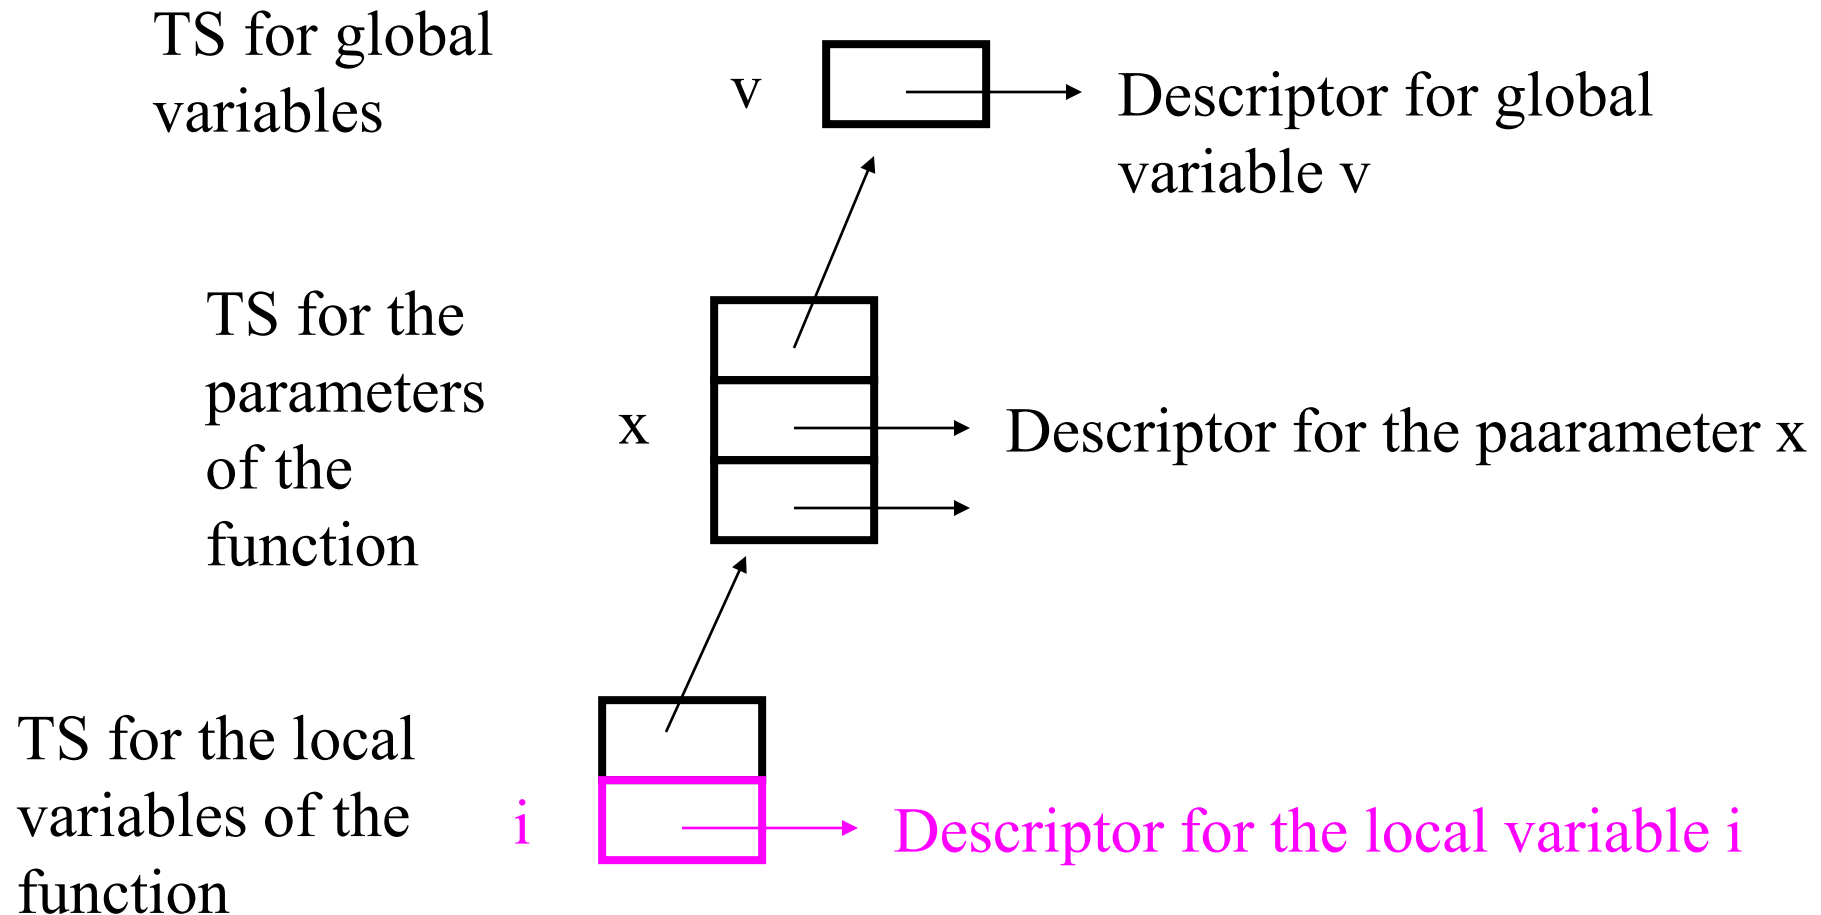 TS for global
variables
v
Descriptor for global
variable v
TS for the
parameters
of the
function
x
Descriptor for the paarameter x
TS for the local
variables of the
function
i
Descriptor for the local variable i